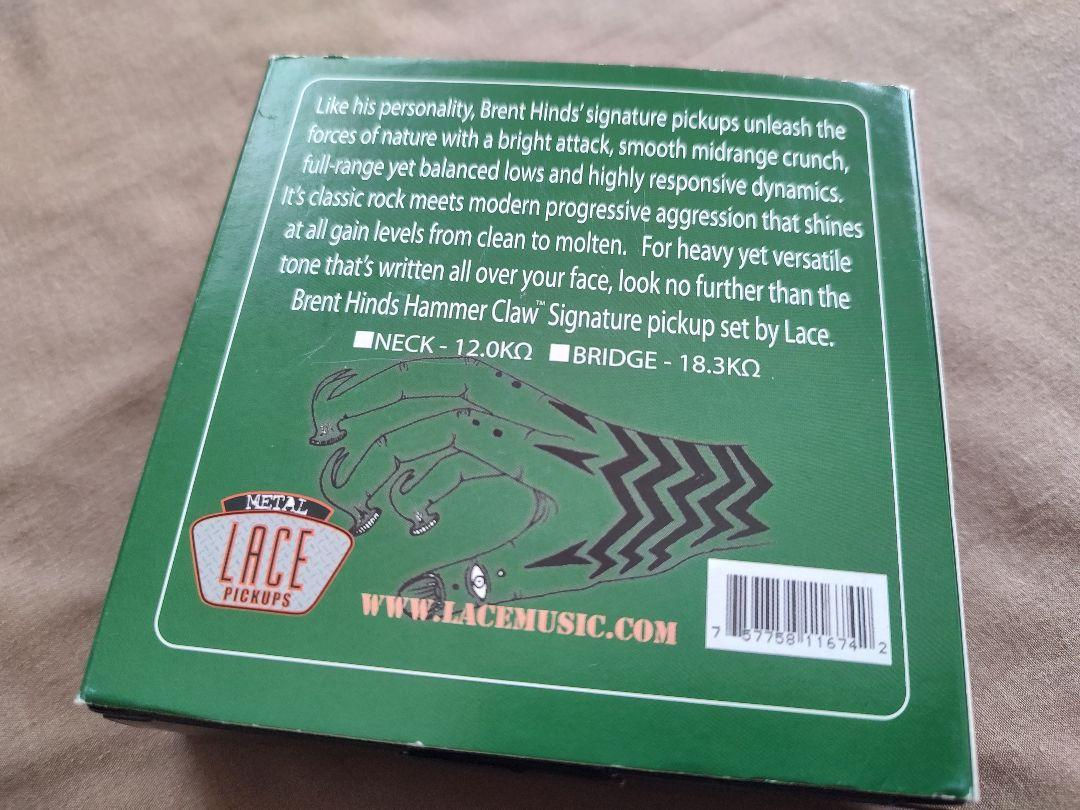 Like his personality, Brent Hinds' signature pickups unleash the
forces of nature with a bright attack, smooth midrange crunch,
full-range yet balanced lows and highly responsive dynamics.
It's classic rock meets modern progressive aggression that shines
at all gain levels from clean to molten. For heavy yet versatile
tone that's written all over your face, look no further than the
Brent Hinds Hammer Claw™ Signature pickup set by Lace.
NECK - 12.0KΩ BRIDGE - 18.3KΩ
METAL
LACE
PICKUPS
WWW.LACEMUSIC.COM
7 57758 11674 2